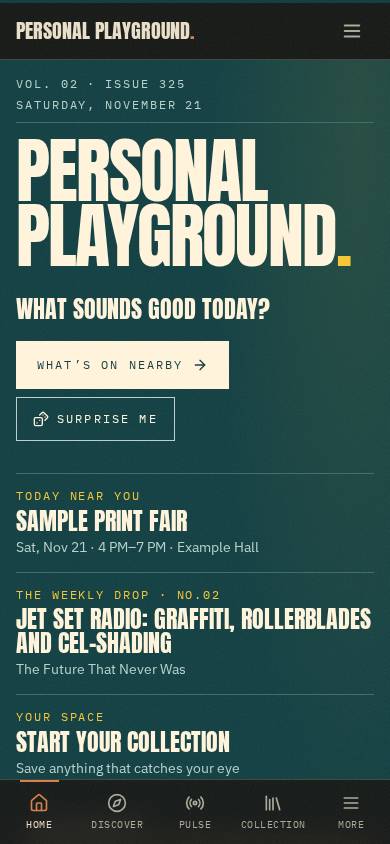 PERSONAL PLAYGROUND.
VOL. 02 · ISSUE 325
SATURDAY, NOVEMBER 21
PERSONAL
PLAYGROUND.
WHAT SOUNDS GOOD TODAY?
WHAT'S ON NEARBY →
SURPRISE ME
TODAY NEAR YOU
SAMPLE PRINT FAIR
Sat, Nov 21 · 4 PM–7 PM · Example Hall
THE WEEKLY DROP · NO.02
JET SET RADIO: GRAFFITI, ROLLERBLADES
AND CEL-SHADING
The Future That Never Was
YOUR SPACE
START YOUR COLLECTION
Save anything that catches your eye
HOME DISCOVER PULSE COLLECTION MORE